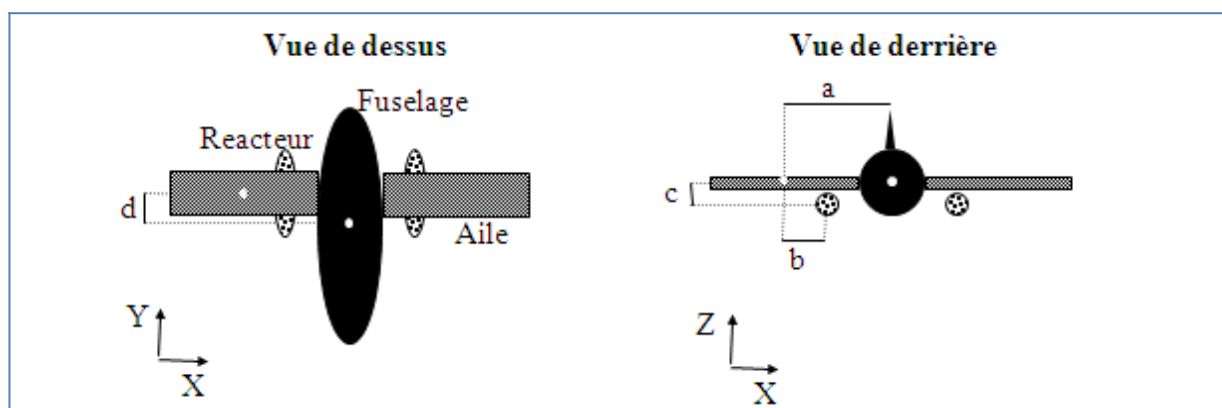 Vue de dessus
Fuselage
Reacteur
d
Aile
Y
X
Vue de derrière
a
c
b
Z
X